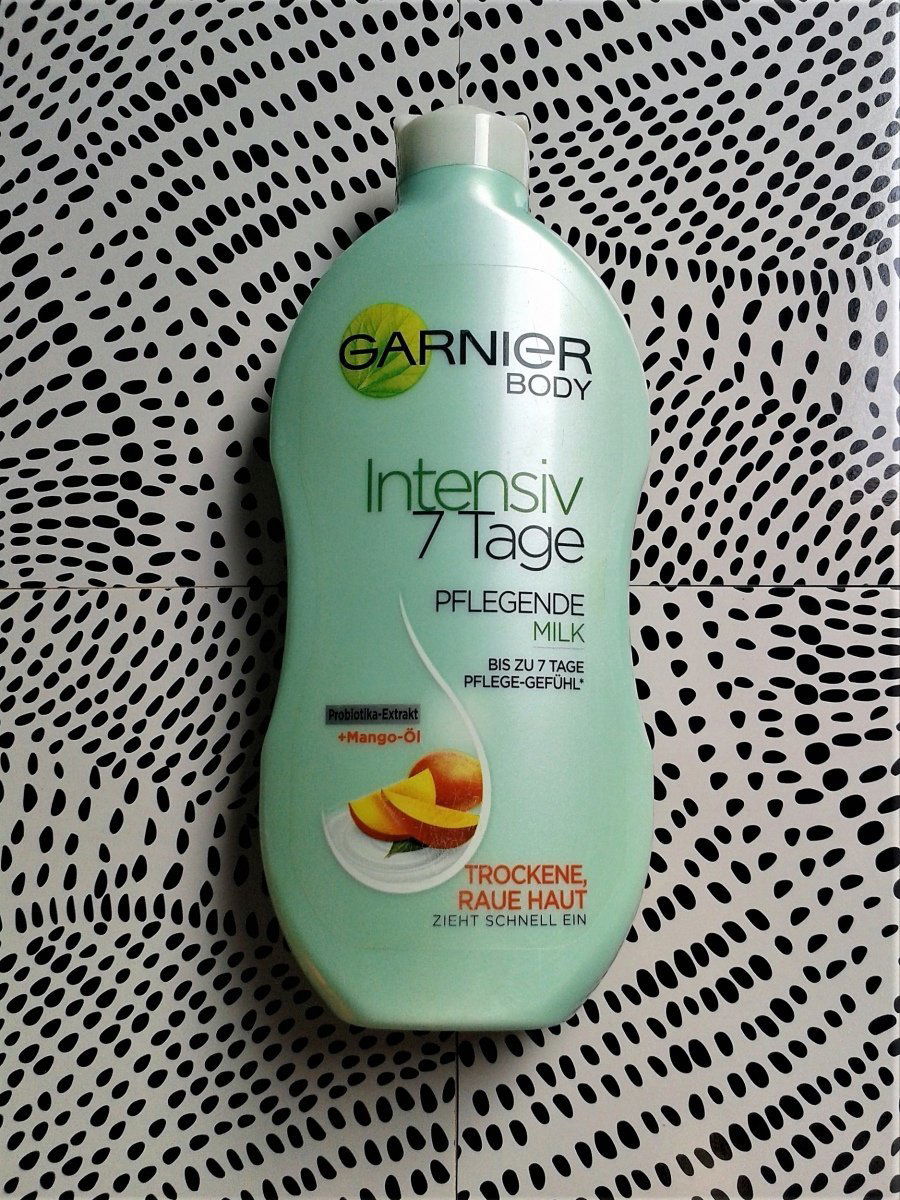 GARNIER
BODY
Intensiv
7 Tage
PFLEGENDE
MILK
BIS ZU 7 TAGE
PFLEGE-GEFÜHL*
Probiotika-Extrakt
+Mango-Öl
TROCKENE,
RAUE HAUT
ZIEHT SCHNELL EIN